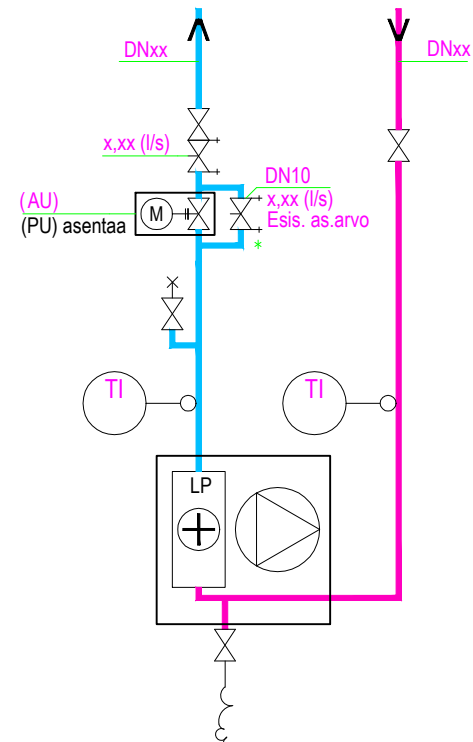 DNxx
DNxx
x,xx (l/s)
DN10
x,xx (l/s)
Esis. as.arvo
*
(AU)
(PU) asentaa
M
TI
TI
LP